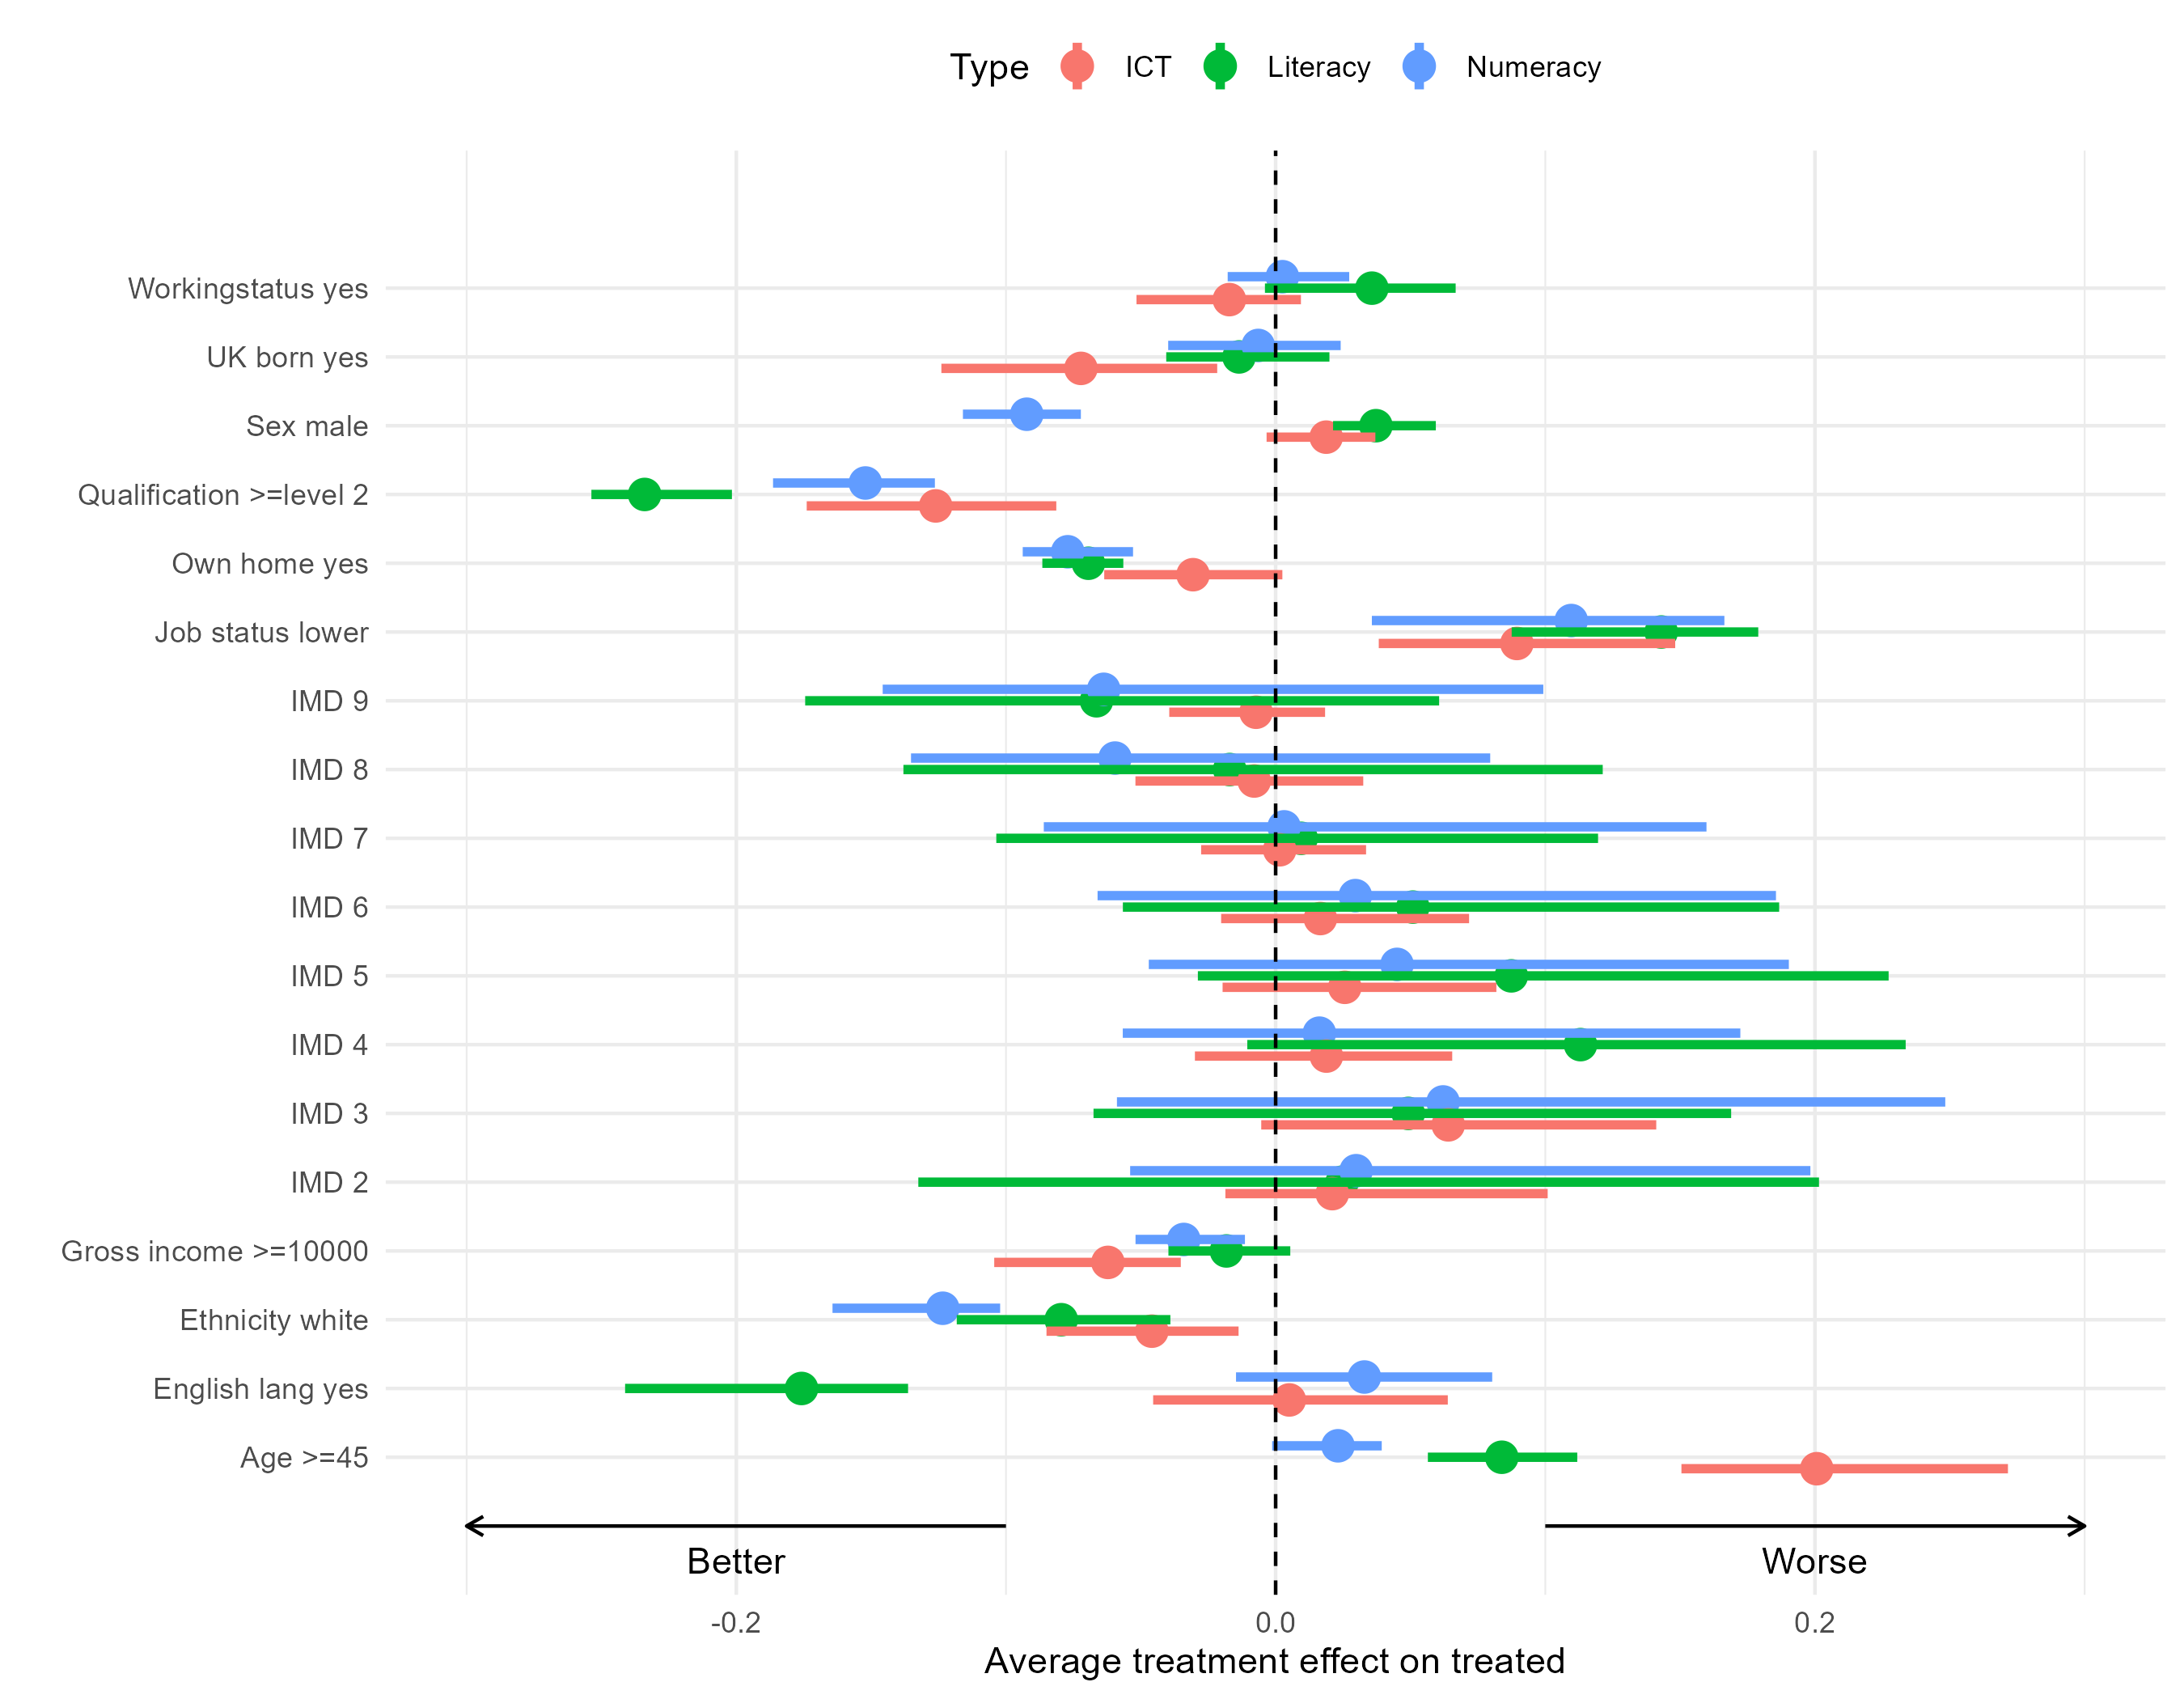 Type ICT Literacy Numeracy
Workingstatus yes
UK born yes
Sex male
Qualification >=level 2
Own home yes
Job status lower
IMD 9
IMD 8
IMD 7
IMD 6
IMD 5
IMD 4
IMD 3
IMD 2
Gross income >=10000
Ethnicity white
English lang yes
Age >=45
Better Worse
-0.2 0.0 0.2
Average treatment effect on treated